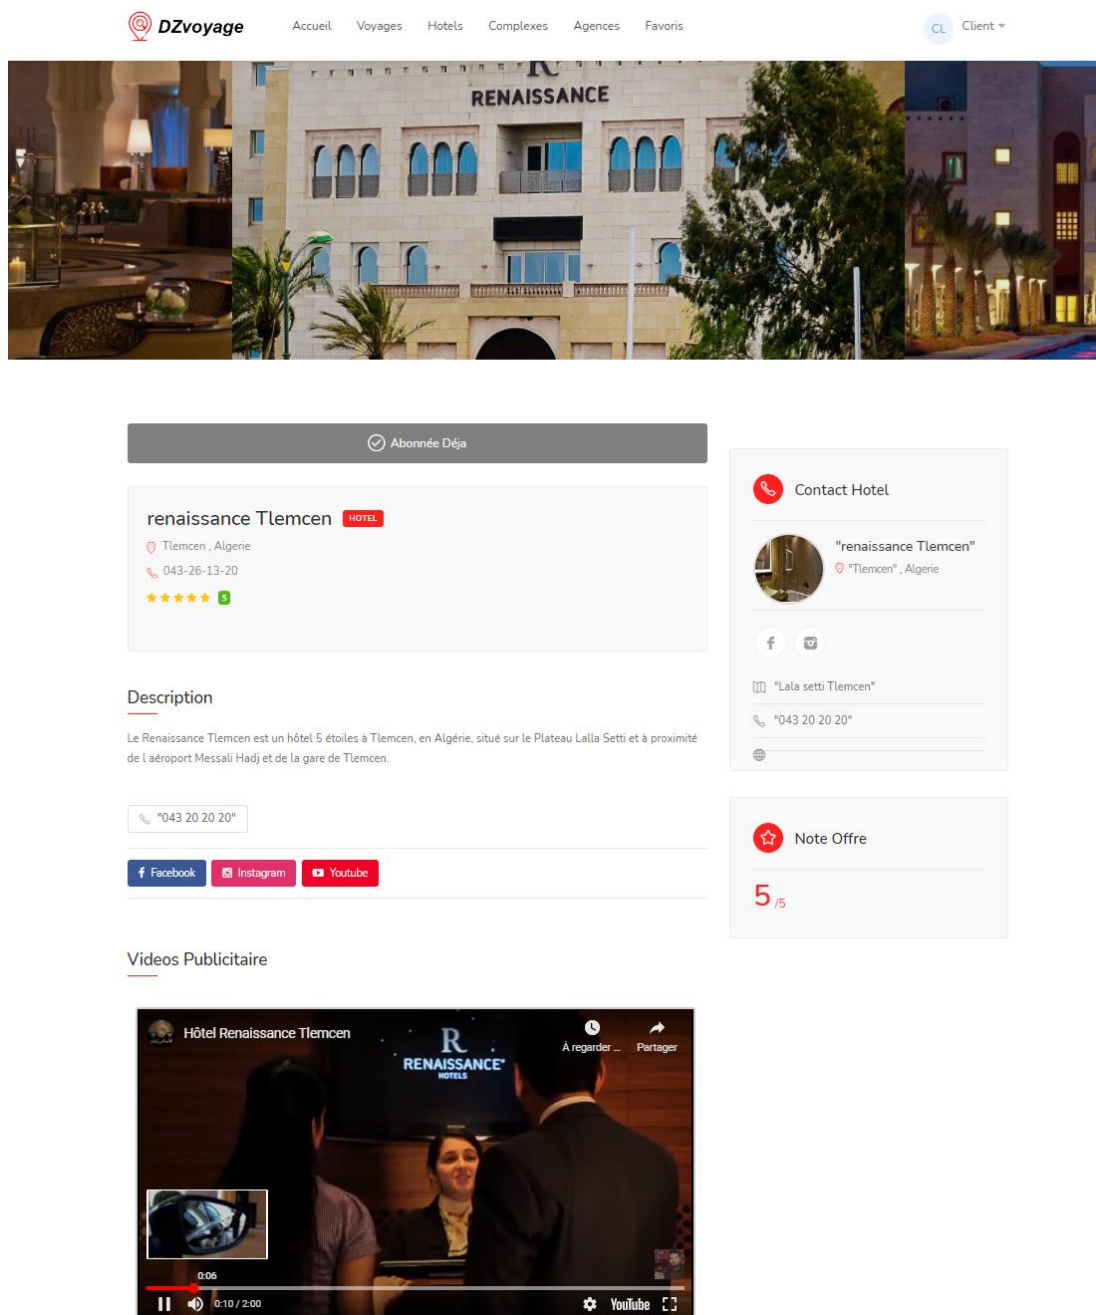 DZvoyage
Accueil Voyages Hotels Complexes Agences Favoris
CL Client
R
RENAISSANCE
Abonnée Déja
renaissance Tlemcen HOTEL
Tlemcen , Algerie
043-26-13-20
5
Description
Le Renaissance Tlemcen est un hôtel 5 étoiles à Tlemcen, en Algérie, situé sur le Plateau Lalla Setti et à proximité
de l aéroport Messali Hadj et de la gare de Tlemcen.
"043 20 20 20"
Facebook Instagram Youtube
Videos Publicitaire
Hôtel Renaissance Tlemcen
À regarder ... Partager
R
RENAISSANCE
HOTELS
0:06
0:10 / 2:00
YouTube
Contact Hotel
"renaissance Tlemcen"
"Tlemcen" , Algerie
"Lala setti Tlemcen"
"043 20 20 20"
Note Offre
5 /5